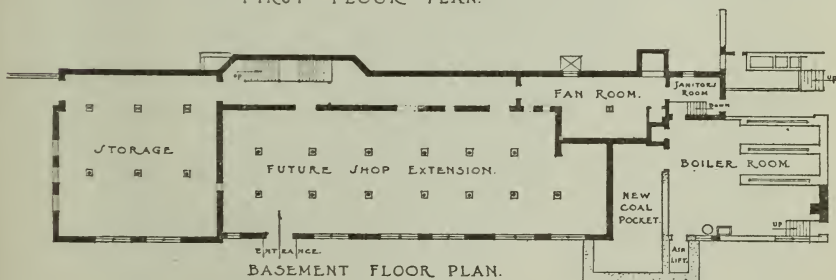 FIRST FLOOR PLAN.
UP
UP
FAN ROOM.
JANITORS
ROOM
DOWN
STORAGE
FUTURE SHOP EXTENSION.
BOILER ROOM
NEW
COAL
POCKET.
UP
ENTRANCE.
ASH
LIFT.
BASEMENT FLOOR PLAN.